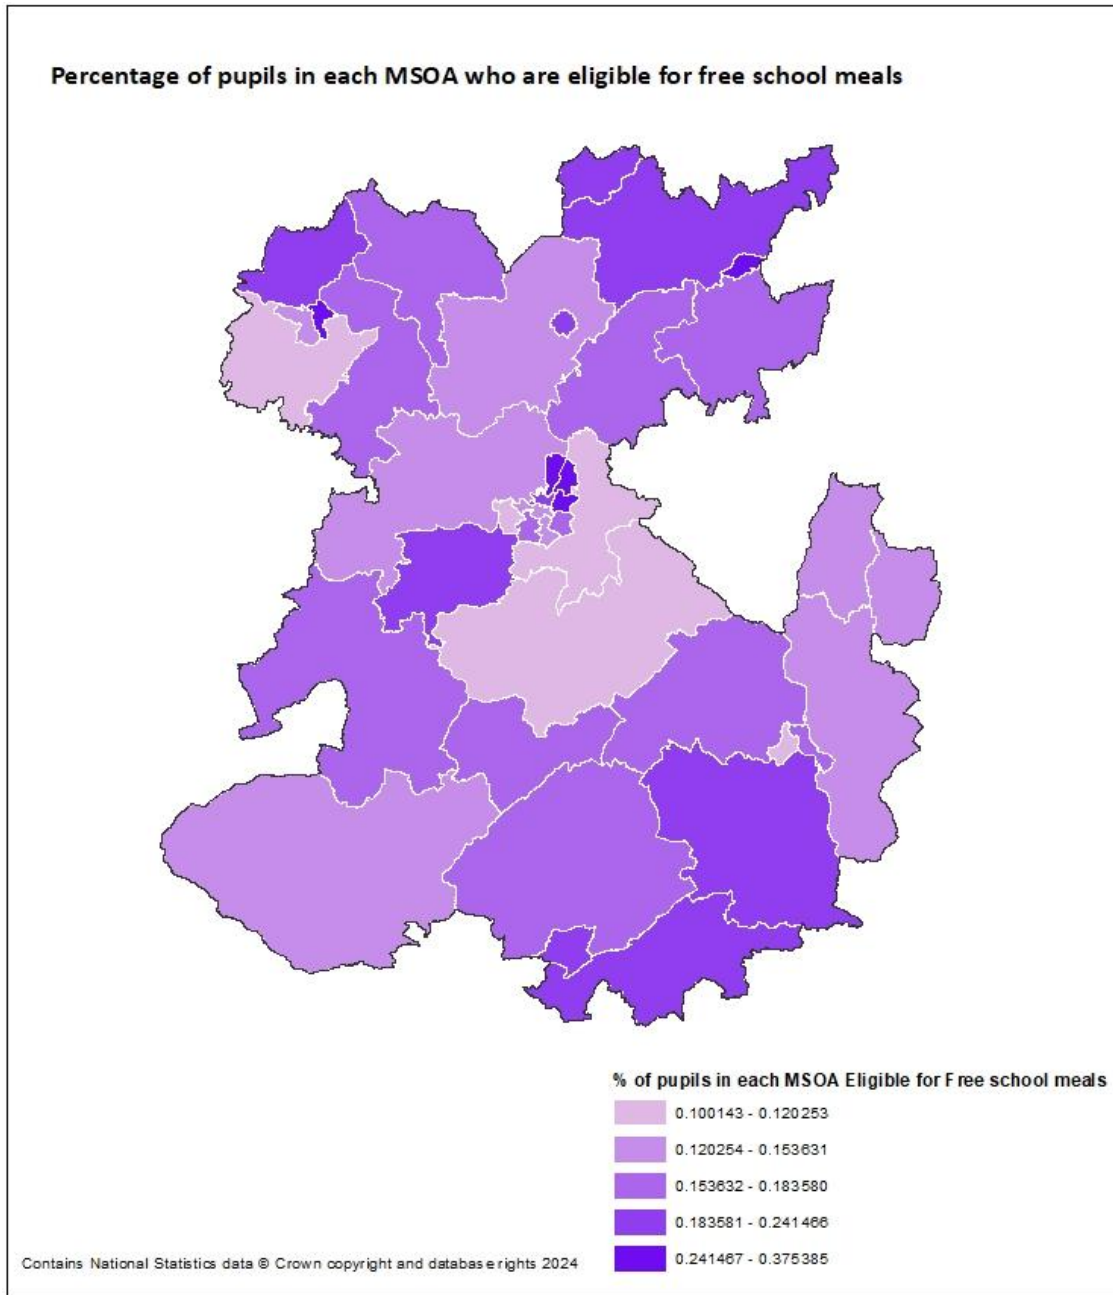 Percentage of pupils in each MSOA who are eligible for free school meals
% of pupils in each MSOA Eligible for Free school meals
0.100143 - 0.120253
0.120254 - 0.153631
0.153632 - 0.183580
0.183581 - 0.241466
0.241467 - 0.375385
Contains National Statistics data © Crown copyright and database rights 2024